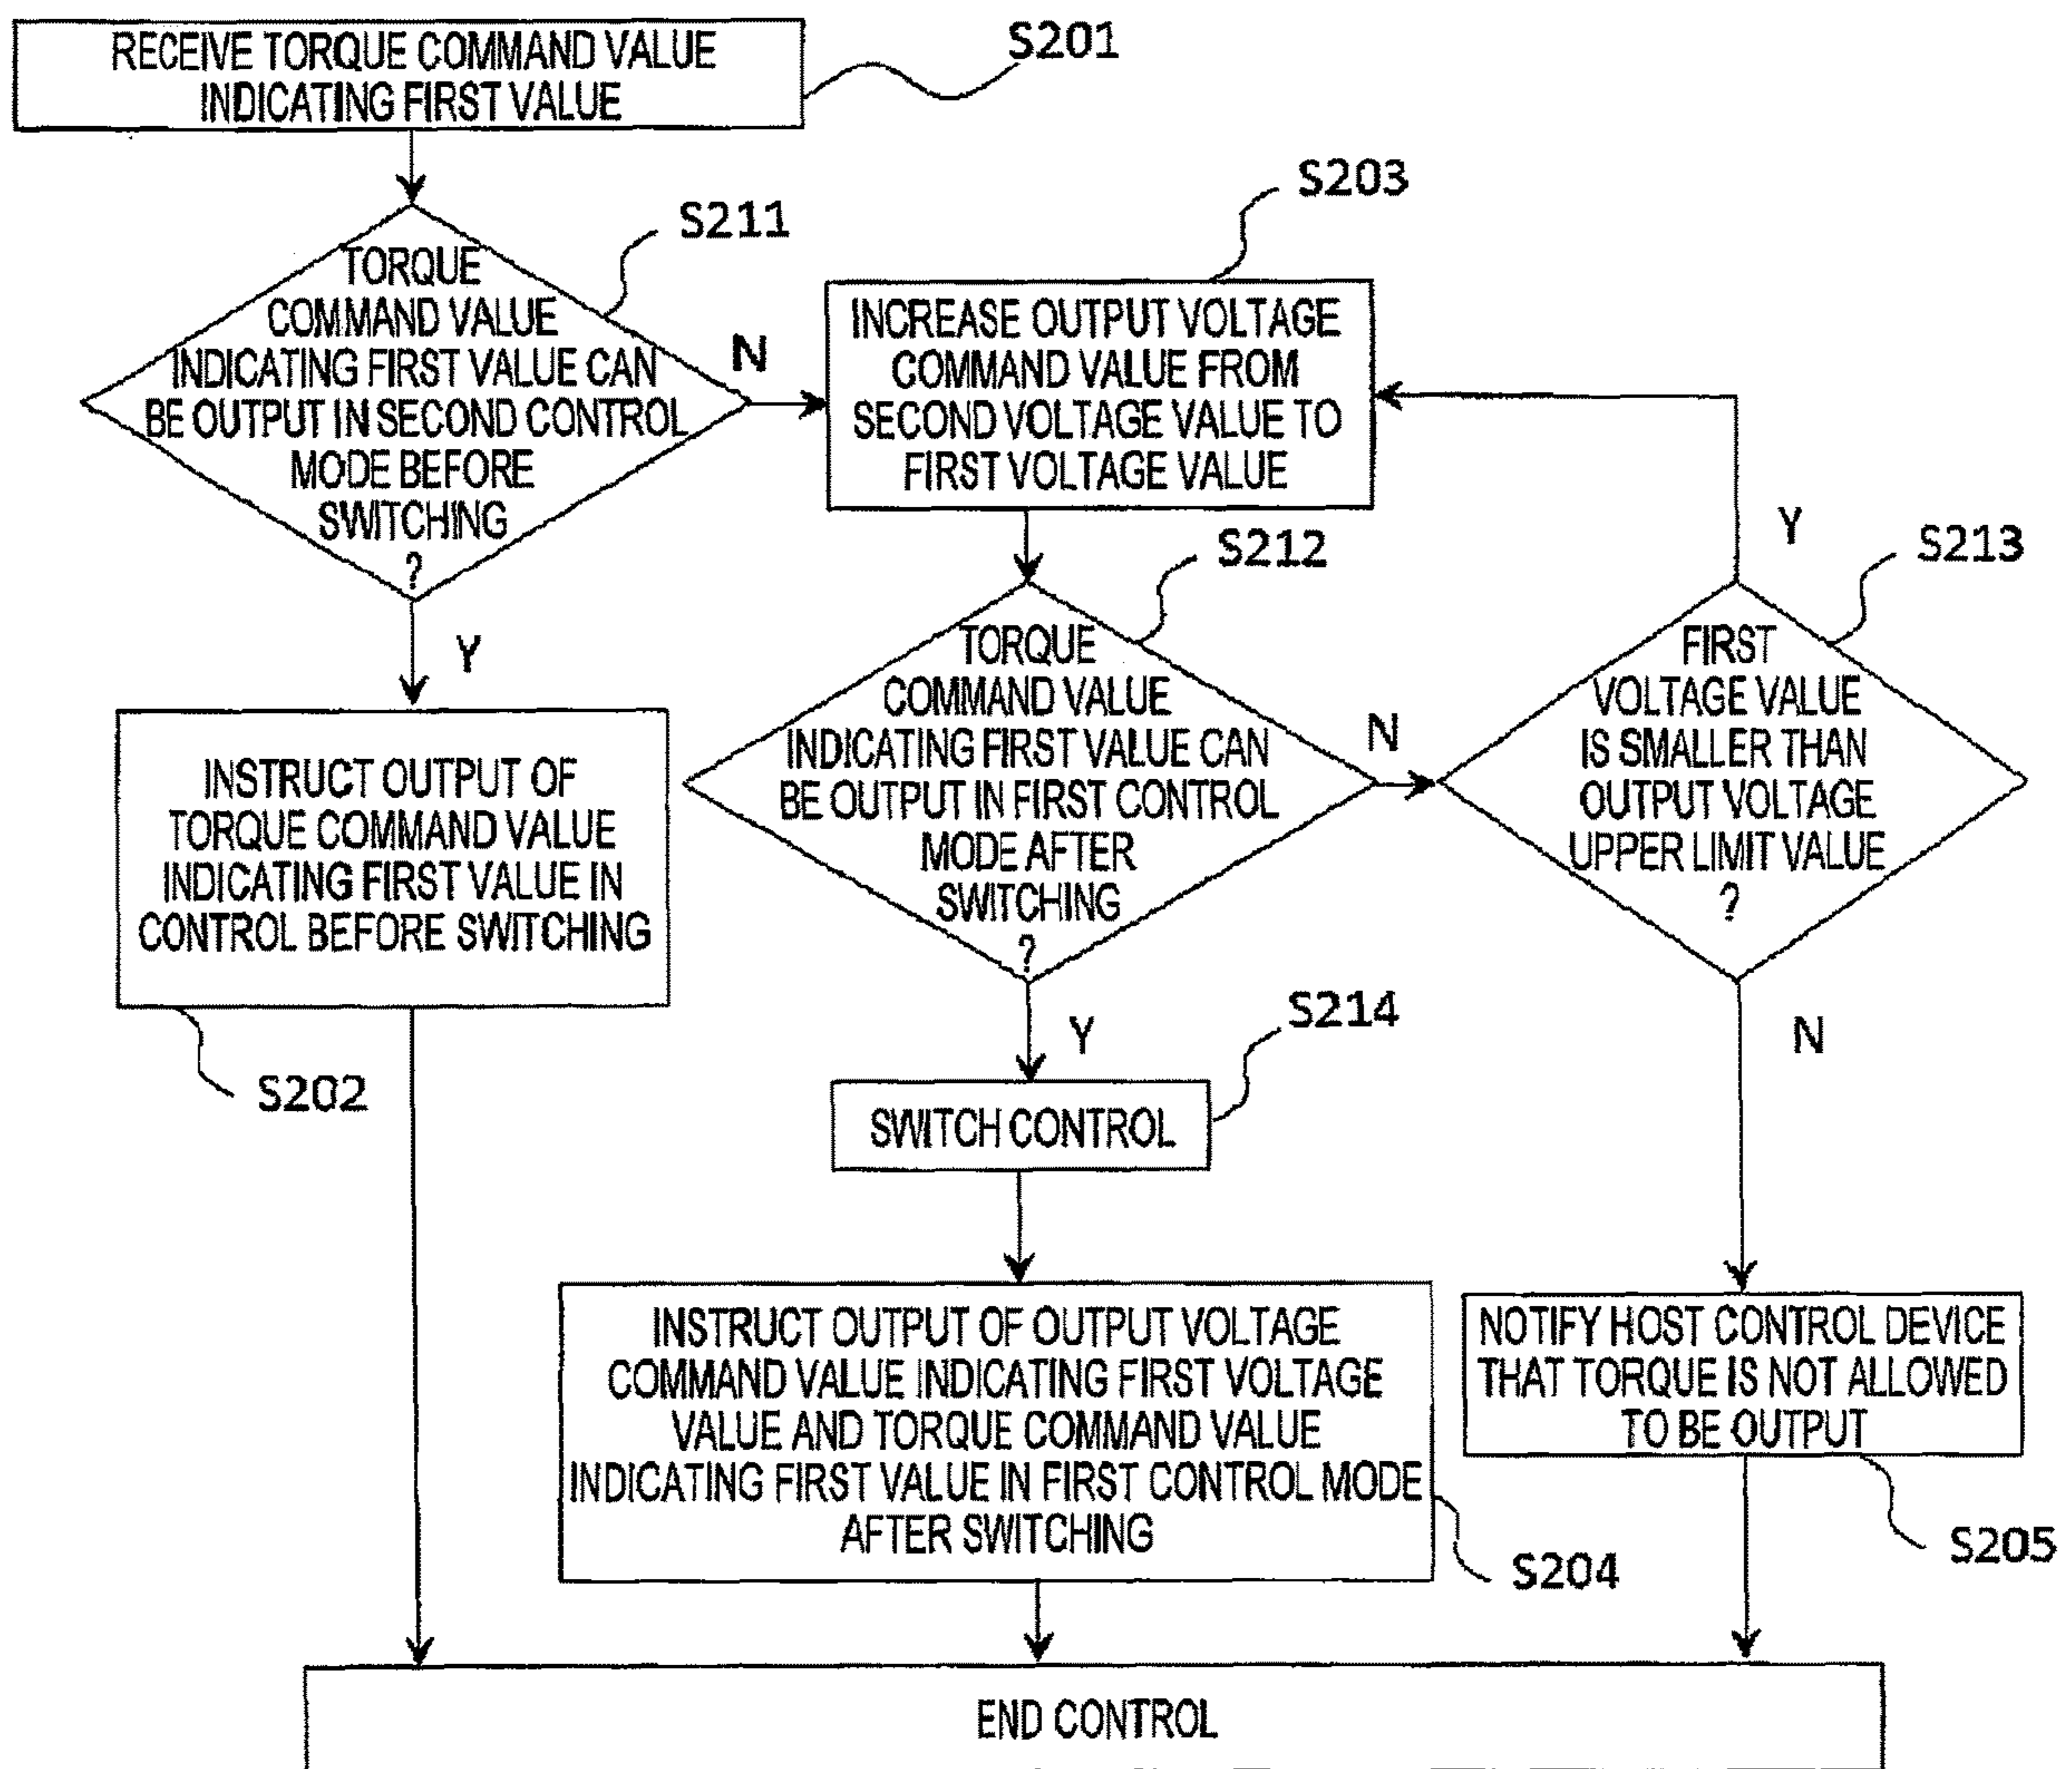 RECEIVE TORQUE COMMAND VALUE
INDICATING FIRST VALUE
S201
TORQUE
COMMAND VALUE
INDICATING FIRST VALUE CAN
BE OUTPUT IN SECOND CONTROL
MODE BEFORE
SWITCHING
?
S211
N
Y
INSTRUCT OUTPUT OF
TORQUE COMMAND VALUE
INDICATING FIRST VALUE IN
CONTROL BEFORE SWITCHING
S202
INCREASE OUTPUT VOLTAGE
COMMAND VALUE FROM
SECOND VOLTAGE VALUE TO
FIRST VOLTAGE VALUE
S203
TORQUE
COMMAND VALUE
INDICATING FIRST VALUE CAN
BE OUTPUT IN FIRST CONTROL
MODE AFTER
SWITCHING
?
S212
N
Y
FIRST
VOLTAGE VALUE
IS SMALLER THAN
OUTPUT VOLTAGE
UPPER LIMIT VALUE
?
S213
Y
N
SWITCH CONTROL
S214
INSTRUCT OUTPUT OF OUTPUT VOLTAGE
COMMAND VALUE INDICATING FIRST VOLTAGE
VALUE AND TORQUE COMMAND VALUE
INDICATING FIRST VALUE IN FIRST CONTROL MODE
AFTER SWITCHING
S204
NOTIFY HOST CONTROL DEVICE
THAT TORQUE IS NOT ALLOWED
TO BE OUTPUT
S205
END CONTROL